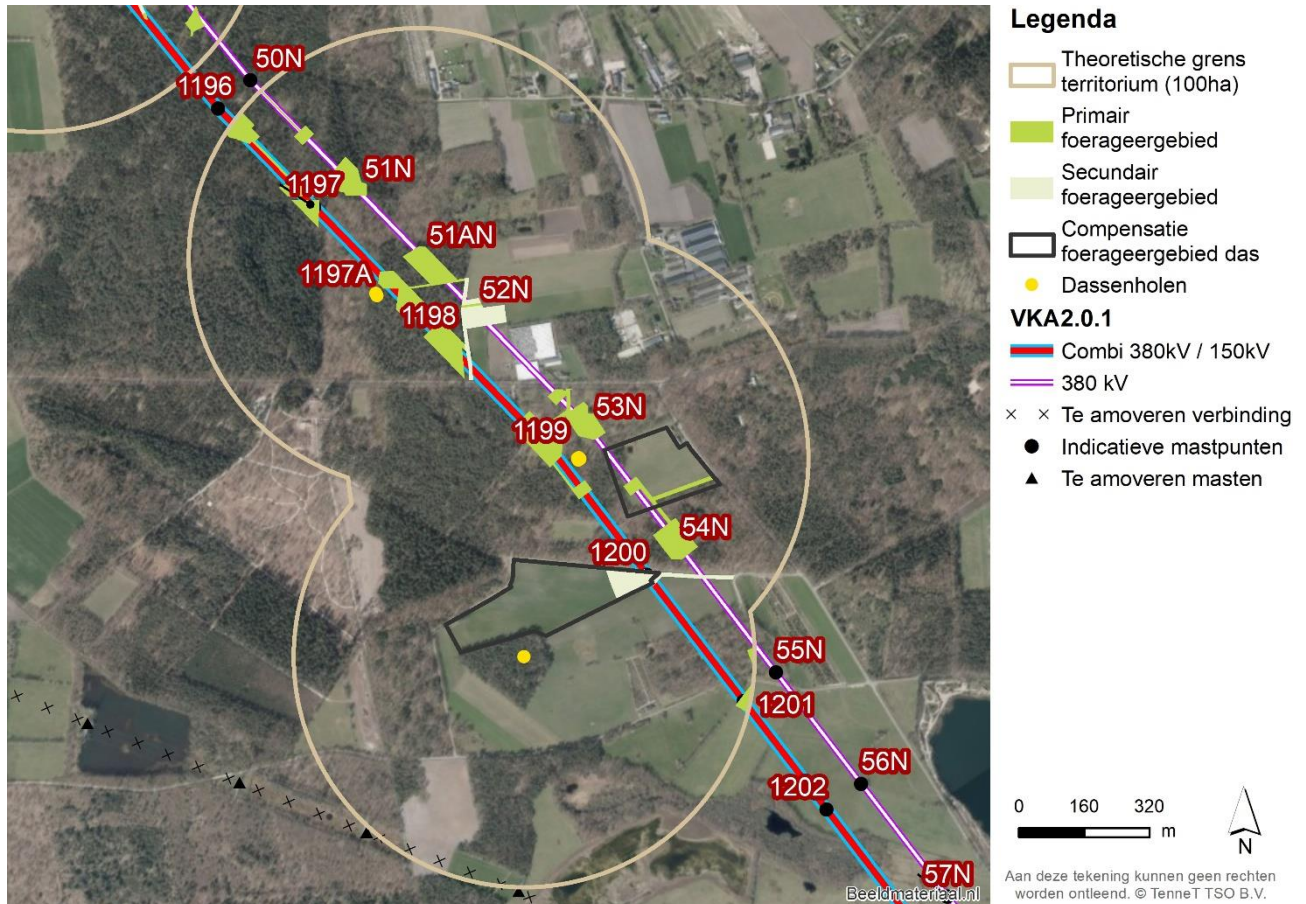 50N
1196
51N
1197
51AN
1197A
52N
1198
53N
1199
54N
1200
55N
1201
56N
1202
57N
Beeldmateriaal.nl
Legenda
Theoretische grens
territorium (100ha)
Primair
foerageergebied
Secundair
foerageergebied
Compensatie
foerageergebied das
Dassenholen
VKA2.0.1
Combi 380kV / 150kV
380 kV
Te amoveren verbinding
Indicatieve mastpunten
Te amoveren masten
0 160 320
m
N
Aan deze tekening kunnen geen rechten
worden ontleend. © TenneT TSO B.V.